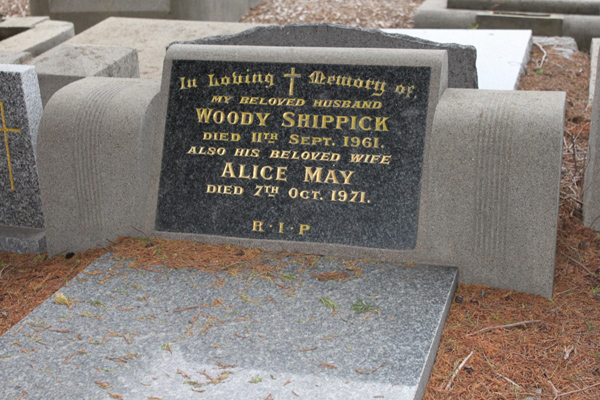 In Loving Memory of,
MY BELOVED HUSBAND
WOODY SHIPPICK
DIED 11TH SEPT. 1961.
ALSO HIS BELOVED WIFE
ALICE MAY
DIED 7TH OCT. 1971.
R·I·P